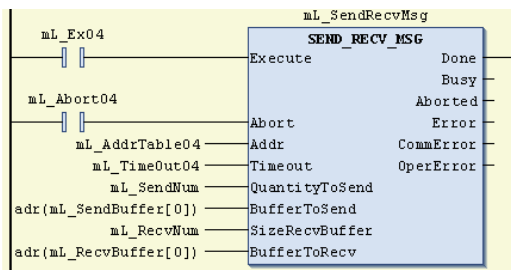 mL_SendRecvMsg
mL_Ex04 SEND_RECV_MSG
Execute Done
Busy
mL_Abort04 Aborted
Abort Error
mL_AddrTable04 Addr CommError
mL_TimeOut04 Timeout OperError
mL_SendNum QuantityToSend
adr(mL_SendBuffer[0]) BufferToSend
mL_RecvNum SizeRecvBuffer
adr(mL_RecvBuffer[0]) BufferToRecv